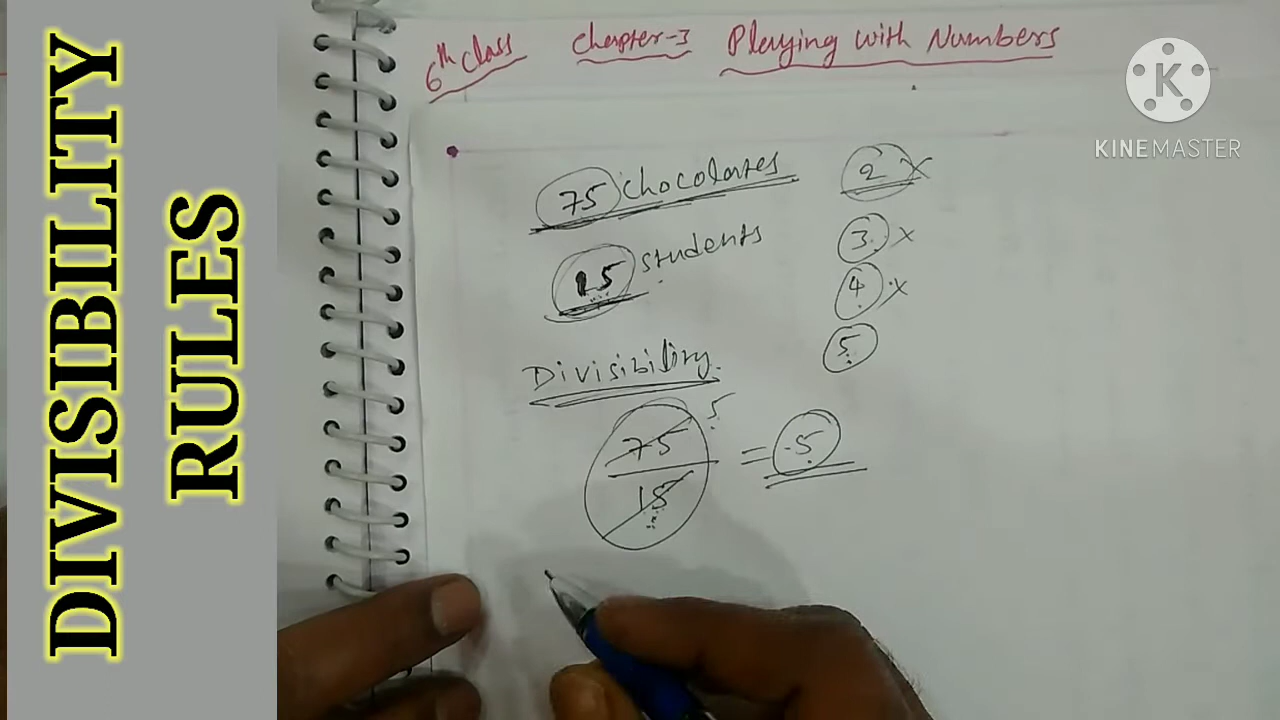 DIVISIBILITY
RULES
6th class Chapter-3 Playing with Numbers
K
KINEMASTER
75 chocolates
15 students
Divisibility.
75 5
15
= 5
2 x
3. x
4 x
5